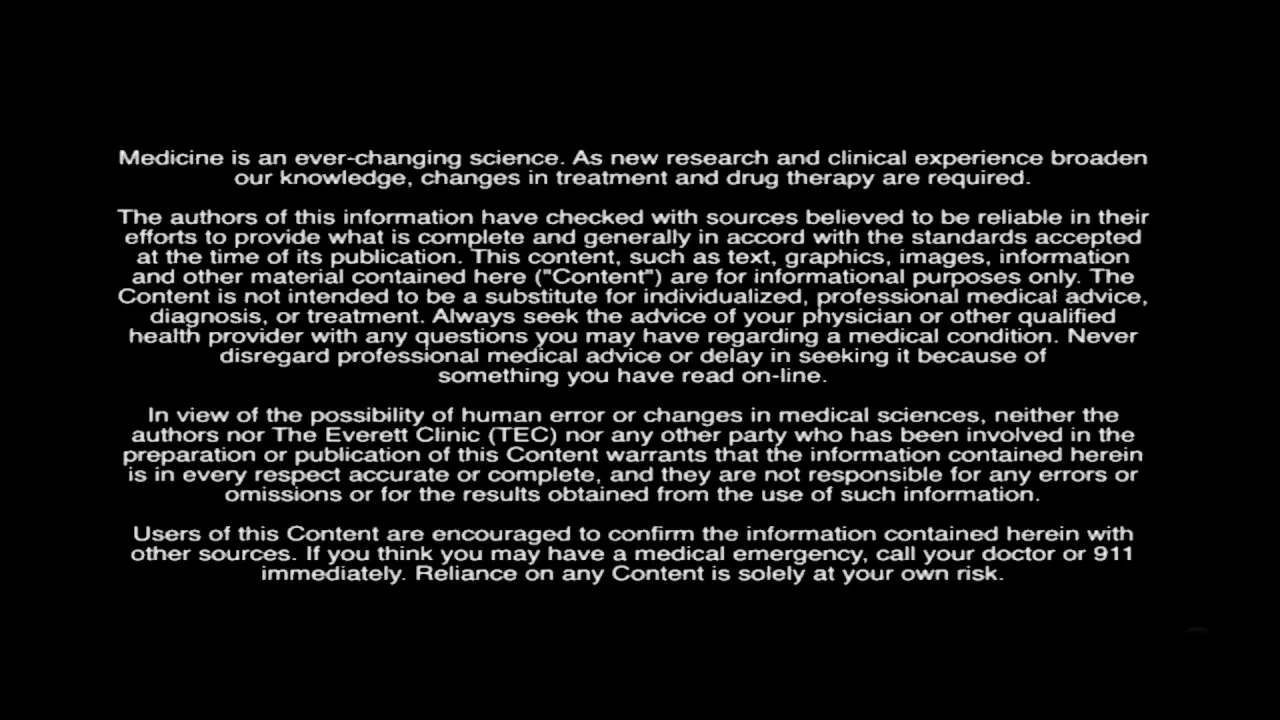 Medicine is an ever-changing science. As new research and clinical experience broaden
our knowledge, changes in treatment and drug therapy are required.
The authors of this information have checked with sources believed to be reliable in their
efforts to provide what is complete and generally in accord with the standards accepted
at the time of its publication. This content, such as text, graphics, images, information
and other material contained here ("Content") are for informational purposes only. The
Content is not intended to be a substitute for individualized, professional medical advice,
diagnosis, or treatment. Always seek the advice of your physician or other qualified
health provider with any questions you may have regarding a medical condition. Never
disregard professional medical advice or delay in seeking it because of
something you have read on-line.
In view of the possibility of human error or changes in medical sciences, neither the
authors nor The Everett Clinic (TEC) nor any other party who has been involved in the
preparation or publication of this Content warrants that the information contained herein
is in every respect accurate or complete, and they are not responsible for any errors or
omissions or for the results obtained from the use of such information.
Users of this Content are encouraged to confirm the information contained herein with
other sources. If you think you may have a medical emergency, call your doctor or 911
immediately. Reliance on any Content is solely at your own risk.